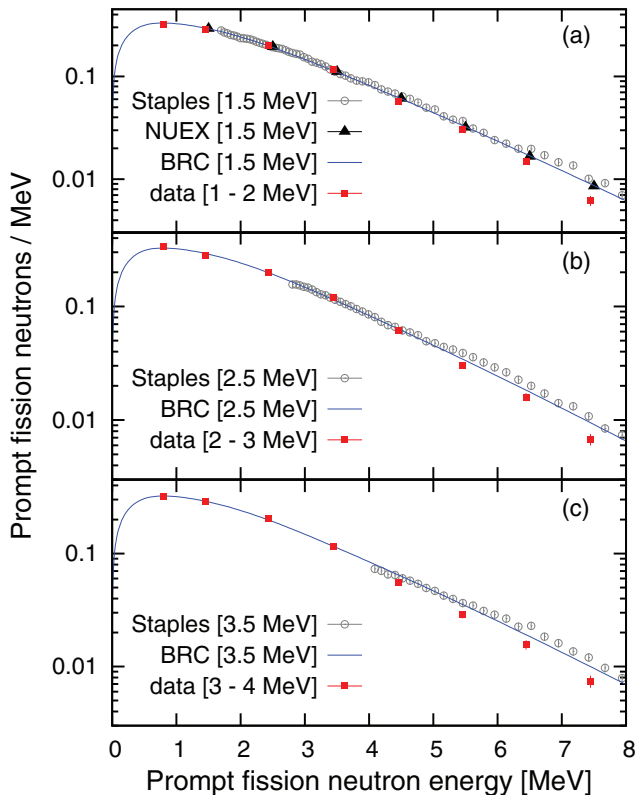 Prompt fission neutrons / MeV
(a)
0.1
0.01
Staples [1.5 MeV]
NUEX [1.5 MeV]
BRC [1.5 MeV]
data [1 - 2 MeV]
(b)
0.1
0.01
Staples [2.5 MeV]
BRC [2.5 MeV]
data [2 - 3 MeV]
(c)
0.1
0.01
Staples [3.5 MeV]
BRC [3.5 MeV]
data [3 - 4 MeV]
0 1 2 3 4 5 6 7 8
Prompt fission neutron energy [MeV]